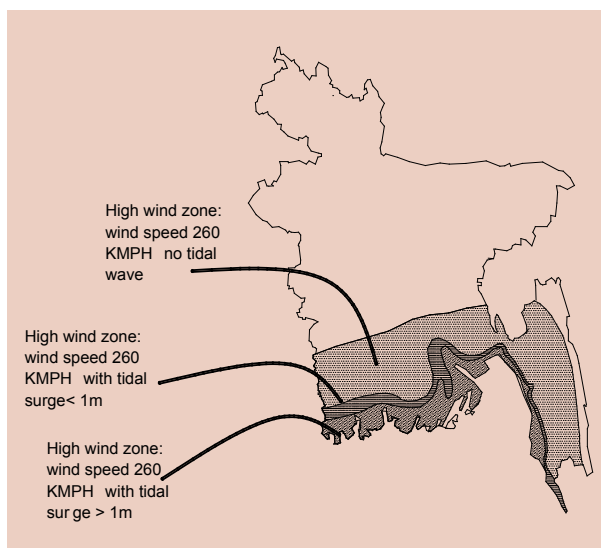 High wind zone:
wind speed 260
KMPH no tidal
wave
High wind zone:
wind speed 260
KMPH with tidal
surge< 1m
High wind zone:
wind speed 260
KMPH with tidal
sur ge > 1m